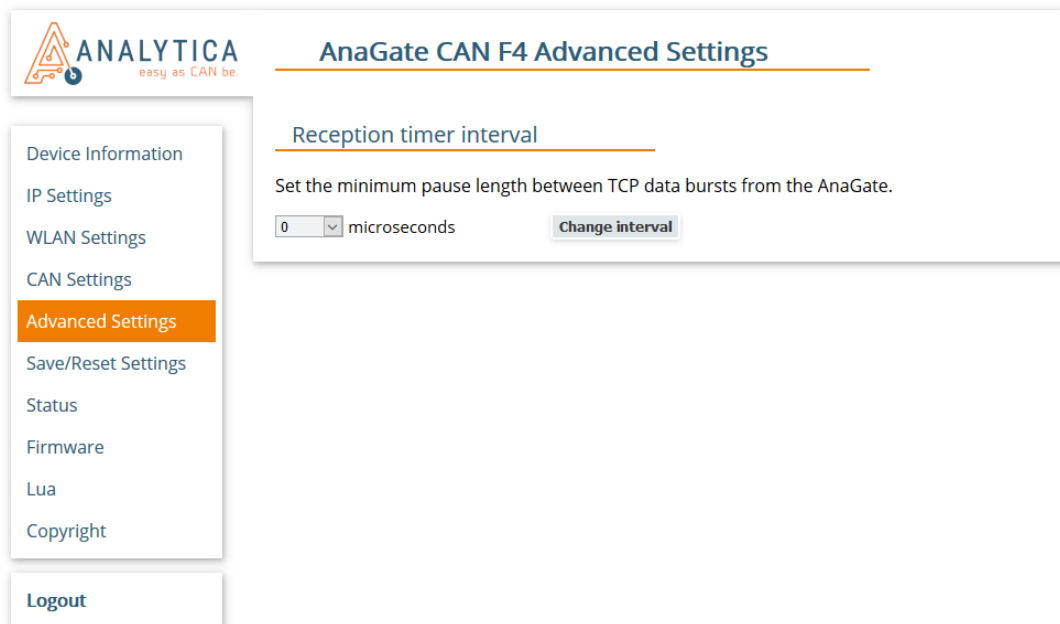 ANALYTICA
easy as CAN be.
AnaGate CAN F4 Advanced Settings
Device Information
IP Settings
WLAN Settings
CAN Settings
Advanced Settings
Save/Reset Settings
Status
Firmware
Lua
Copyright
Logout
Reception timer interval
Set the minimum pause length between TCP data bursts from the AnaGate.
0 microseconds Change interval